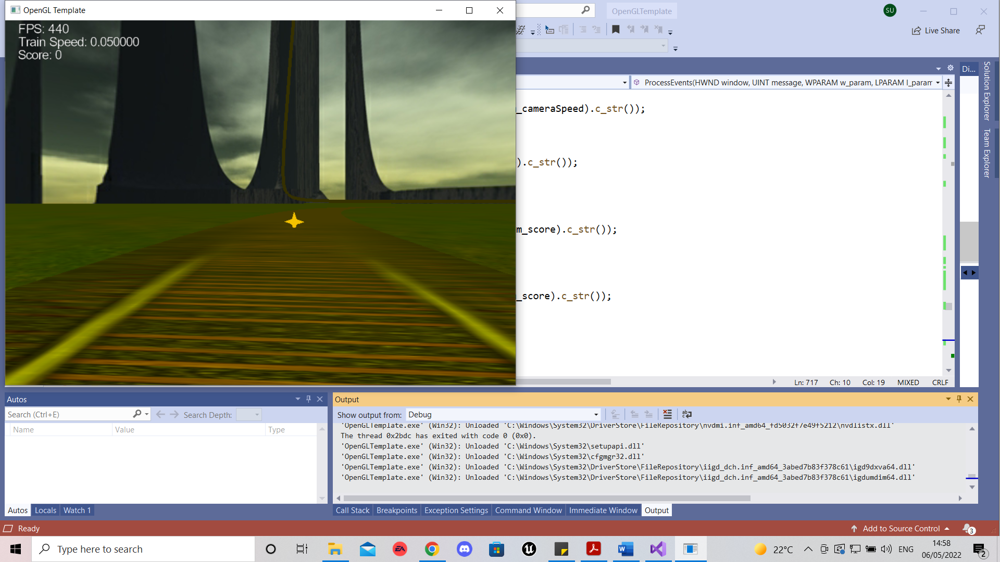 OpenGL Template
FPS: 440
Train Speed: 0.050000
Score: 0
OpenGLTemplate
SU
Live Share
Di...
ProcessEvents(HWND window, UINT message, WPARAM w_param, LPARAM l_param
_cameraSpeed).c_str());
).c_str());
m_score).c_str());
_score).c_str());
Solution Explorer
Team Explorer
Ln: 717 Ch: 10 Col: 19 MIXED CRLF
Autos
Search (Ctrl+E)
Search Depth:
Name Value Type
Autos Locals Watch 1
Output
Show output from: Debug
'OpenGLTemplate.exe' (Win32): Unloaded 'C:\Windows\System32\DriverStore\FileRepository\nvdmi.inf_amd64_fd5032f7e49f5212\nvdlistx.dll'
The thread 0x2bdc has exited with code 0 (0x0).
'OpenGLTemplate.exe' (Win32): Unloaded 'C:\Windows\System32\setupapi.dll'
'OpenGLTemplate.exe' (Win32): Unloaded 'C:\Windows\System32\cfgmgr32.dll'
'OpenGLTemplate.exe' (Win32): Unloaded 'C:\Windows\System32\DriverStore\FileRepository\iigd_dch.inf_amd64_3abed7b83f378c61\igd9dxva64.dll'
'OpenGLTemplate.exe' (Win32): Unloaded 'C:\Windows\System32\DriverStore\FileRepository\iigd_dch.inf_amd64_3abed7b83f378c61\igdumdim64.dll'
Call Stack Breakpoints Exception Settings Command Window Immediate Window Output
Ready
Add to Source Control
3
Type here to search
EA
22°C
ENG
14:58
06/05/2022
2